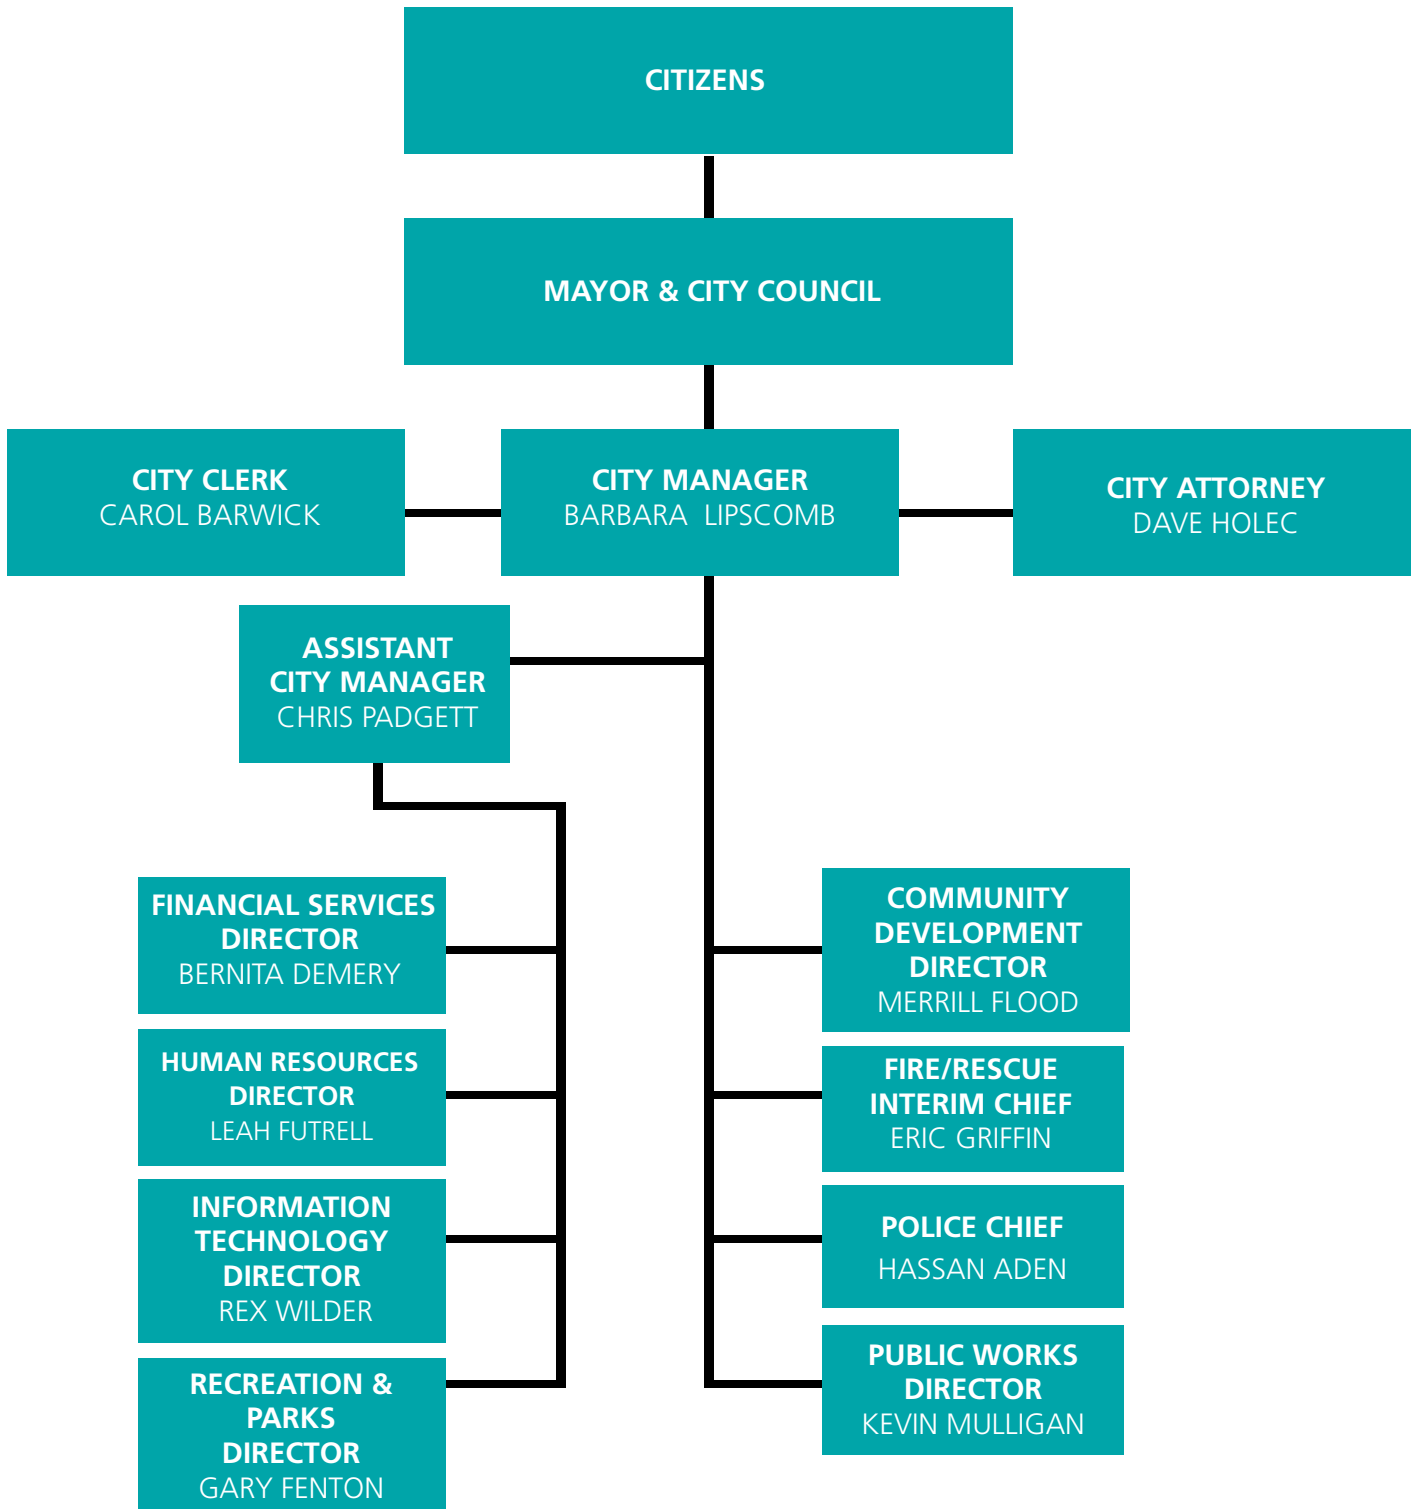 CITIZENS
MAYOR & CITY COUNCIL
CITY CLERK
CAROL BARWICK
CITY MANAGER
BARBARA LIPSCOMB
CITY ATTORNEY
DAVE HOLEC
ASSISTANT
CITY MANAGER
CHRIS PADGETT
FINANCIAL SERVICES
DIRECTOR
BERNITA DEMERY
HUMAN RESOURCES
DIRECTOR
LEAH FUTRELL
INFORMATION
TECHNOLOGY
DIRECTOR
REX WILDER
RECREATION &
PARKS
DIRECTOR
GARY FENTON
COMMUNITY
DEVELOPMENT
DIRECTOR
MERRILL FLOOD
FIRE/RESCUE
INTERIM CHIEF
ERIC GRIFFIN
POLICE CHIEF
HASSAN ADEN
PUBLIC WORKS
DIRECTOR
KEVIN MULLIGAN